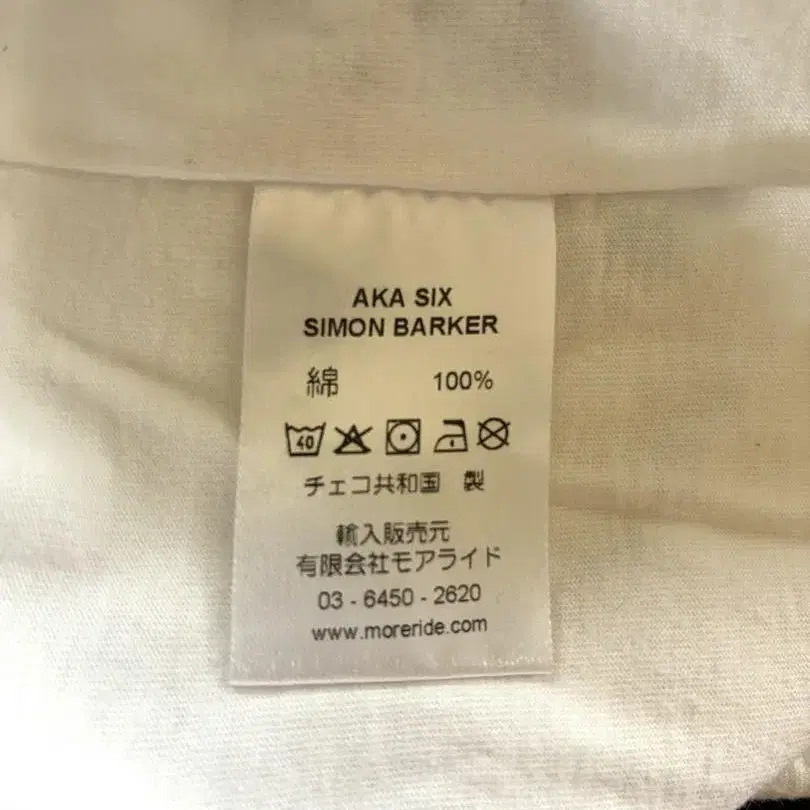 AKA SIX
SIMON BARKER
綿 100%
40
チェコ共和国 製
輸入販売元
有限会社モアライド
03 - 6450 - 2620
www.moreride.com